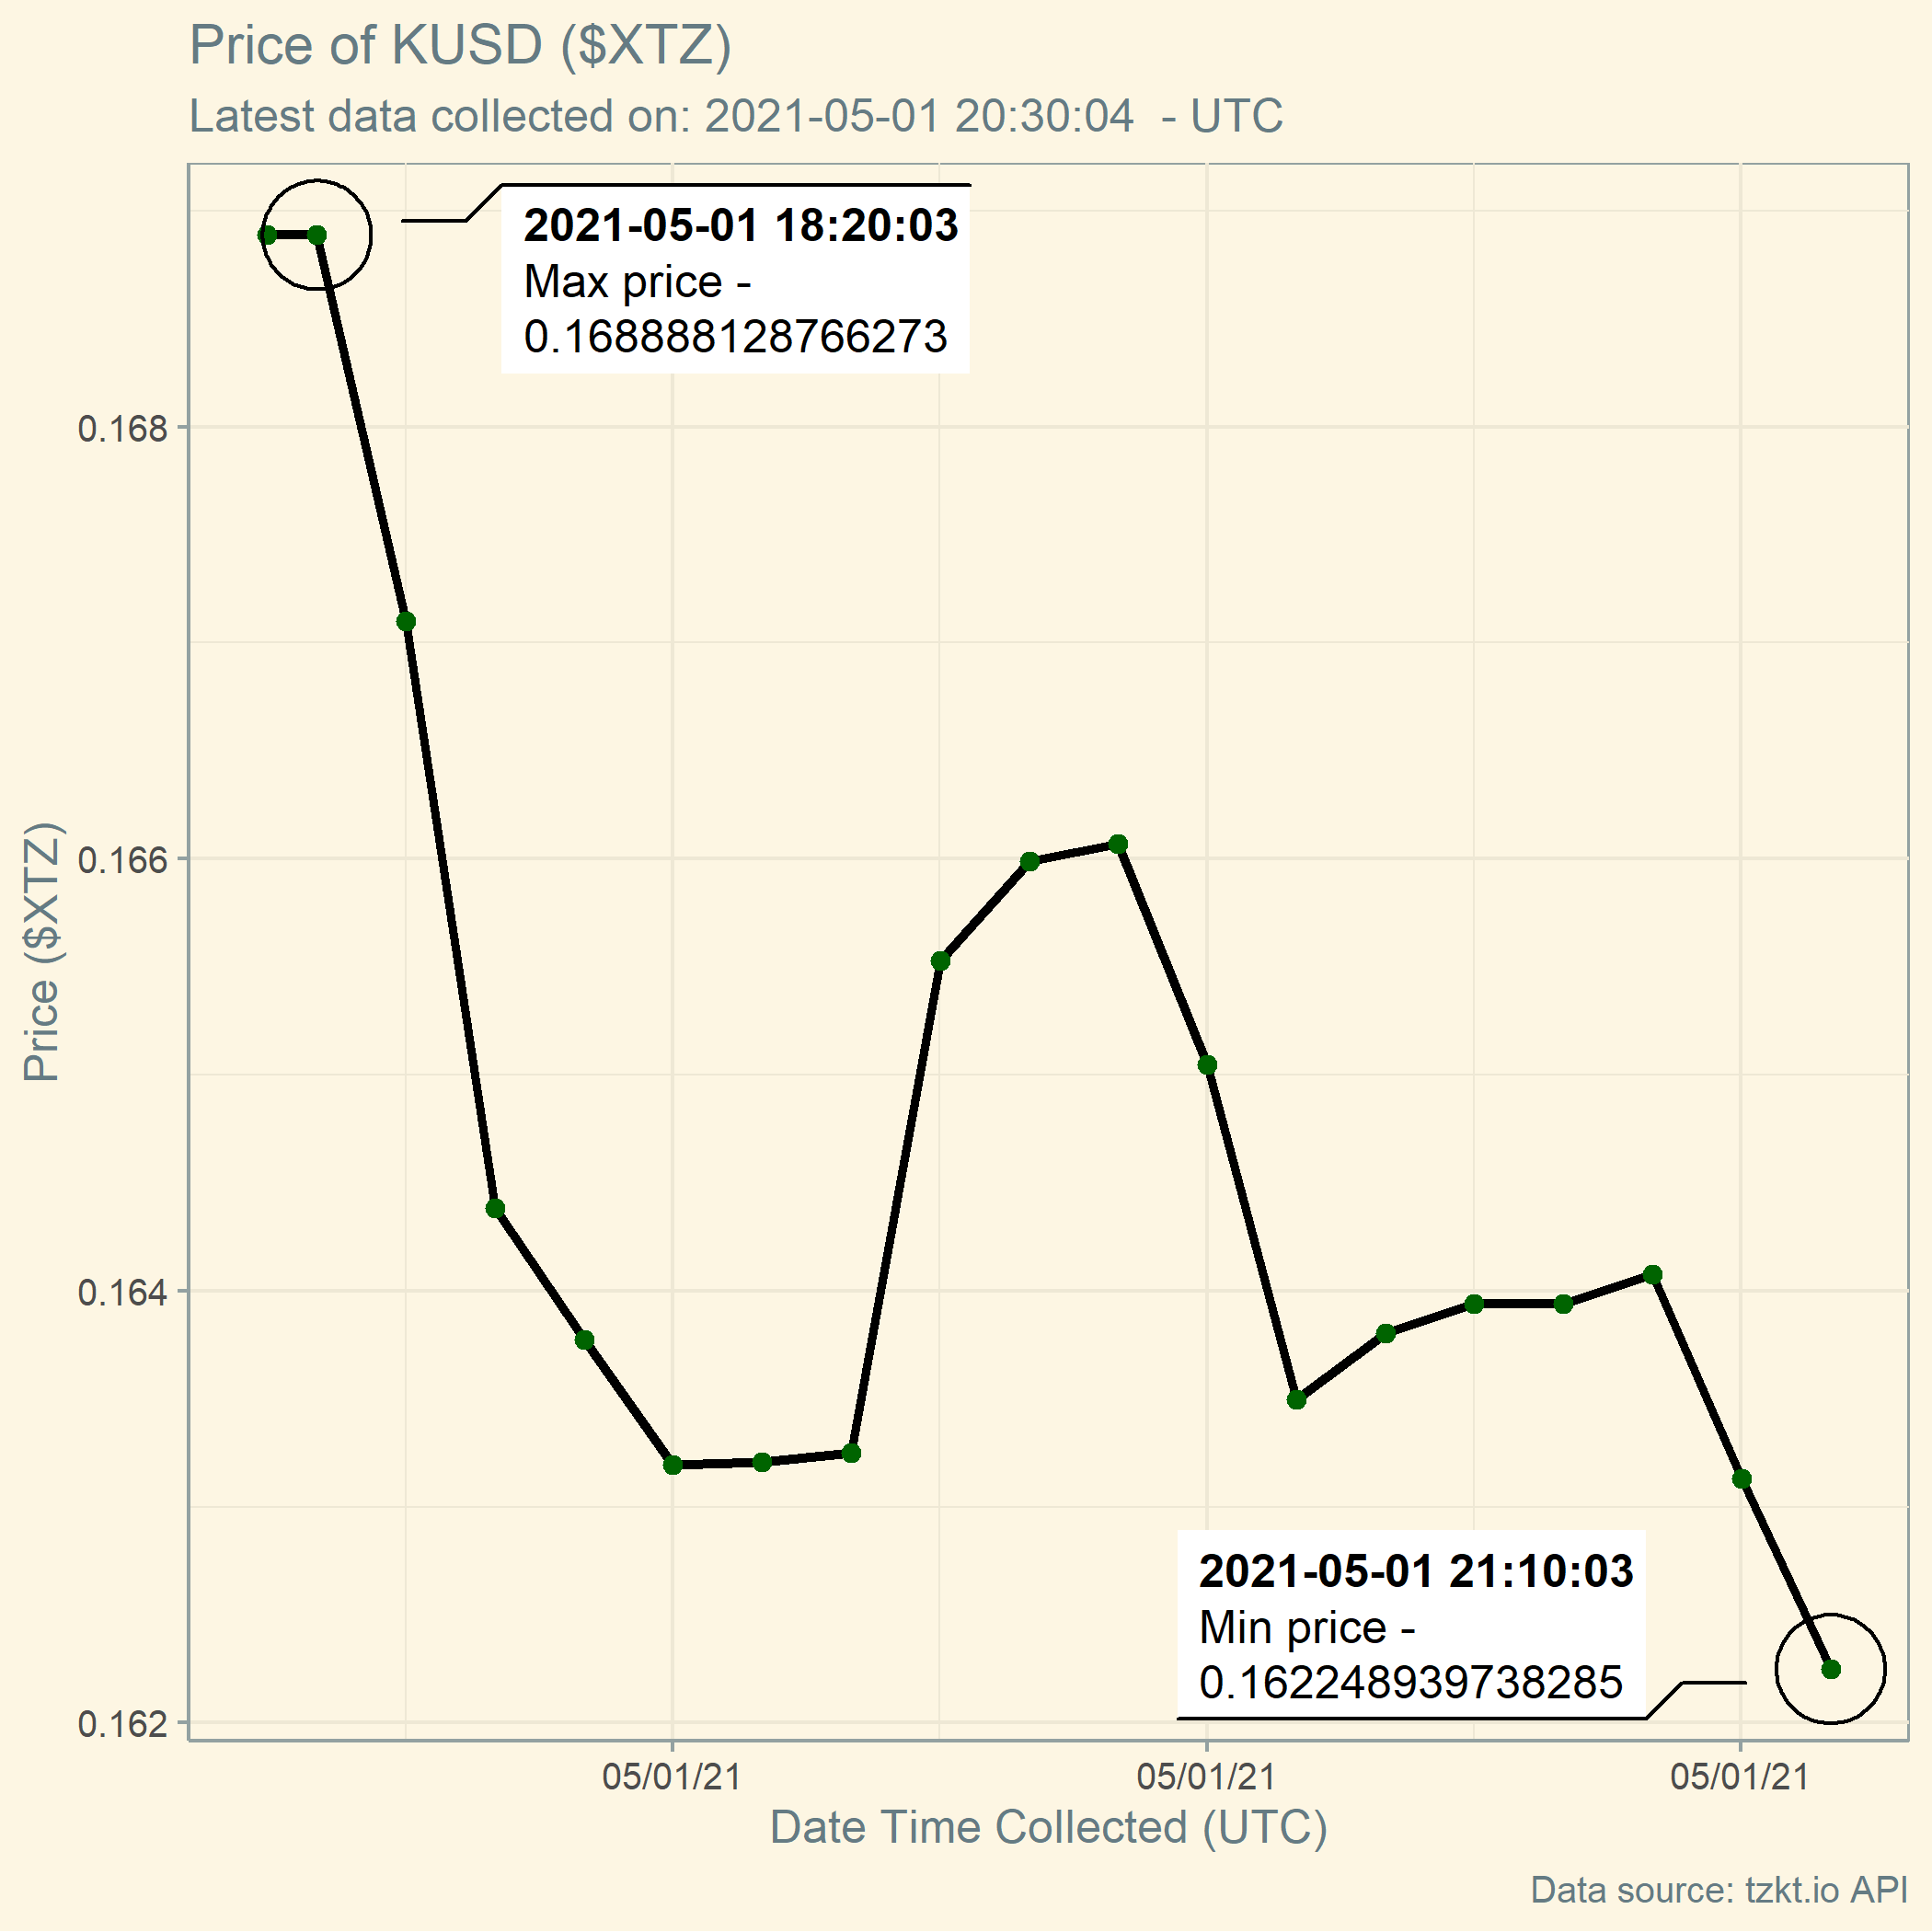 Price of KUSD ($XTZ)
Latest data collected on: 2021-05-01 20:30:04  - UTC
2021-05-01 18:20:03
Max price -
0.168888128766273
0.168
0.166
0.164
0.162
Price ($XTZ)
2021-05-01 21:10:03
Min price -
0.162248939738285
05/01/21
05/01/21
05/01/21
Date Time Collected (UTC)
Data source: tzkt.io API